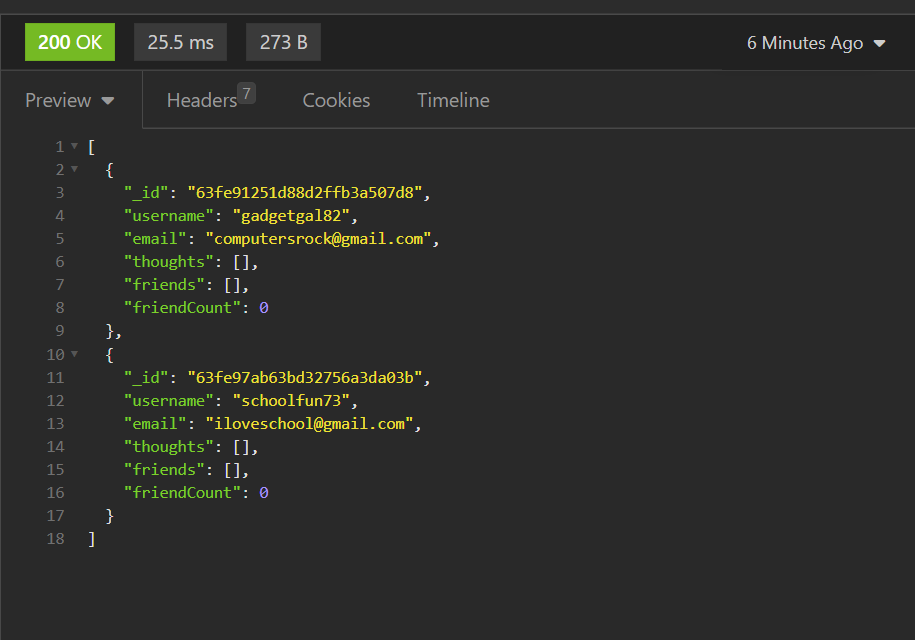 200 OK 25.5 ms 273 B 6 Minutes Ago
Preview Headers 7 Cookies Timeline
1 [
2 {
3 "_id": "63fe91251d88d2ffb3a507d8",
4 "username": "gadgetgal82",
5 "email": "computersrock@gmail.com",
6 "thoughts": [],
7 "friends": [],
8 "friendCount": 0
9 },
10 {
11 "_id": "63fe97ab63bd32756a3da03b",
12 "username": "schoolfun73",
13 "email": "iloveschool@gmail.com",
14 "thoughts": [],
15 "friends": [],
16 "friendCount": 0
17 }
18 ]